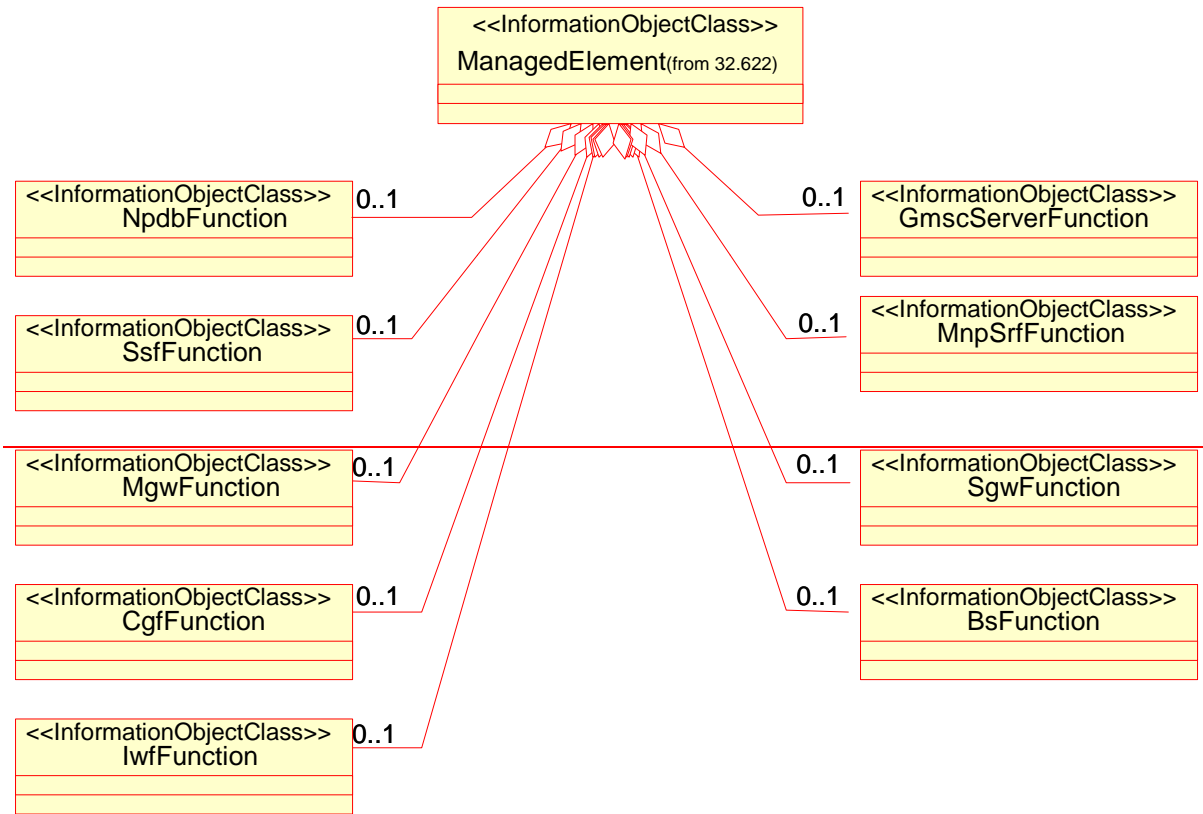 <<InformationObjectClass>>
ManagedElement(from 32.622)
<<InformationObjectClass>>
NpdbFunction
0..1
0..1
<<InformationObjectClass>>
GmscServerFunction
<<InformationObjectClass>>
SsfFunction
0..1
0..1
<<InformationObjectClass>>
MnpSrfFunction
<<InformationObjectClass>>
MgwFunction
0..1
0..1
<<InformationObjectClass>>
SgwFunction
<<InformationObjectClass>>
CgfFunction
0..1
0..1
<<InformationObjectClass>>
BsFunction
<<InformationObjectClass>>
IwfFunction
0..1